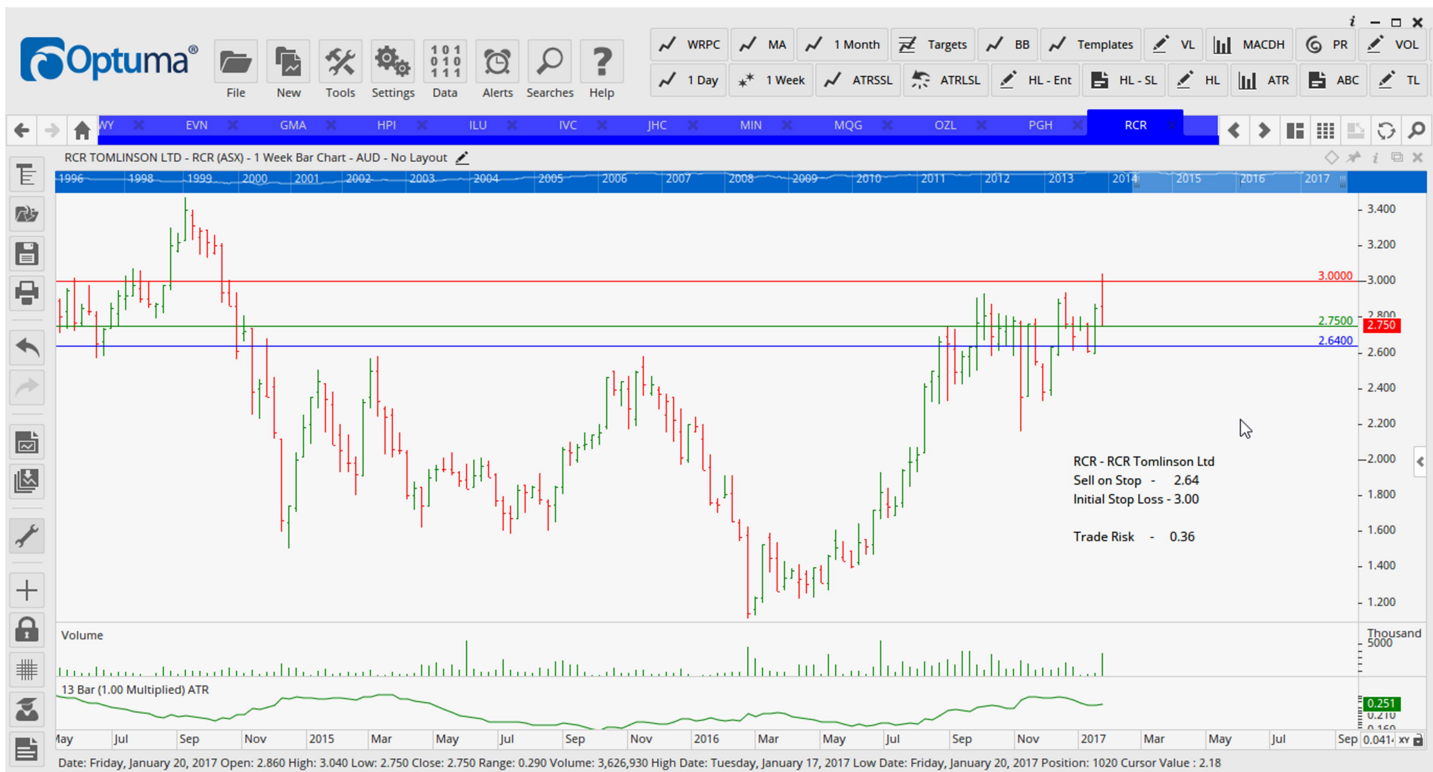 Optuma®
File
New
Tools
Settings
Data
Alerts
Searches
Help
WRPC
MA
1 Month
Targets
BB
Templates
VL
MACDH
PR
VOL
1 Day
1 Week
ATRSSL
ATRLSL
HL - Ent
HL - SL
HL
ATR
ABC
TL
WY
EVN
GMA
HPI
ILU
IVC
JHC
MIN
MQG
OZL
PGH
RCR
RCR TOMLINSON LTD - RCR (ASX) - 1 Week Bar Chart - AUD - No Layout
1996 1998 1999 2000 2001 2002 2003 2004 2005 2006 2007 2008 2009 2010 2011 2012 2013 2014 2015 2016 2017
3.400
3.200
3.0000
3.000
2.800
2.7500
2.750
2.6400
2.600
2.400
2.200
2.000
1.800
1.600
1.400
1.200
RCR - RCR Tomlinson Ltd
Sell on Stop - 2.64
Initial Stop Loss - 3.00
Trade Risk - 0.36
Volume
Thousand
5000
13 Bar (1.00 Multiplied) ATR
0.251
0.210
May Jul Sep Nov 2015 Mar May Jul Sep Nov 2016 Mar May Jul Sep Nov 2017 Mar May Jul Sep
XY
Date: Friday, January 20, 2017 Open: 2.860 High: 3.040 Low: 2.750 Close: 2.750 Range: 0.290 Volume: 3,626,930 High Date: Tuesday, January 17, 2017 Low Date: Friday, January 20, 2017 Position: 1020 Cursor Value : 2.18